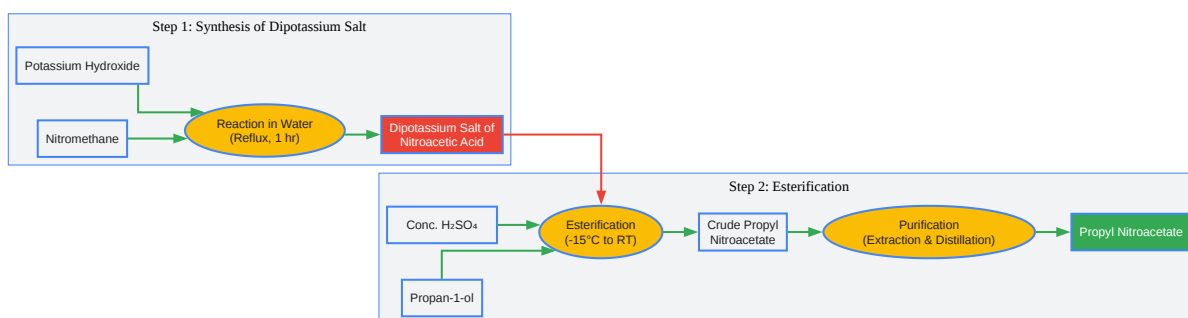 Step 1: Synthesis of Dipotassium Salt
Potassium Hydroxide
Nitromethane
Reaction in Water
(Reflux, 1 hr)
Dipotassium Salt of
Nitroacetic Acid
Step 2: Esterification
Conc. H₂SO₄
Propan-1-ol
Esterification
(-15°C to RT)
Crude Propyl
Nitroacetate
Purification
(Extraction & Distillation)
Propyl Nitroacetate